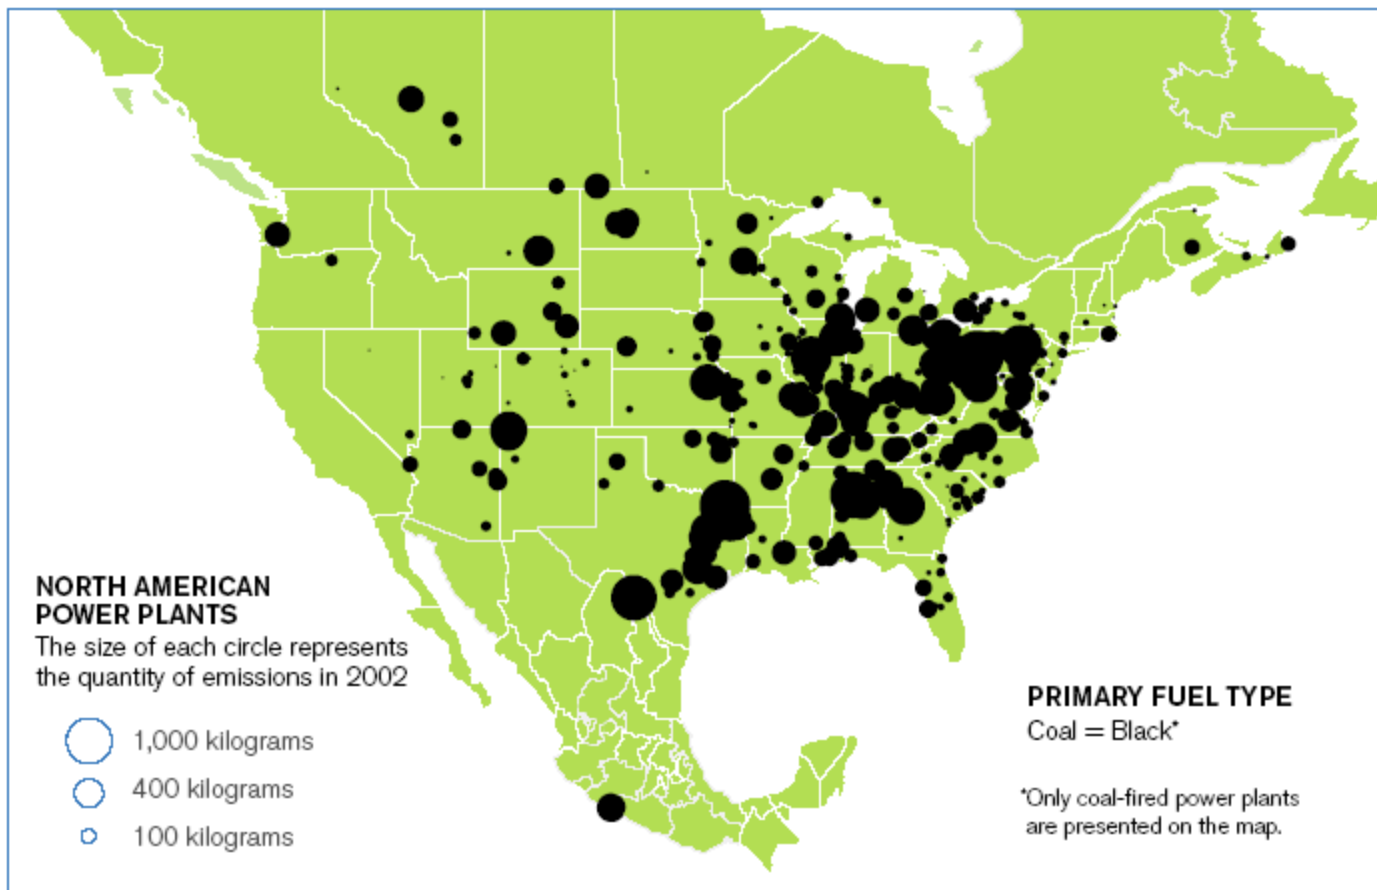 NORTH AMERICAN
POWER PLANTS
The size of each circle represents
the quantity of emissions in 2002
1,000 kilograms
400 kilograms
100 kilograms
PRIMARY FUEL TYPE
Coal = Black*
*Only coal-fired power plants
are presented on the map.